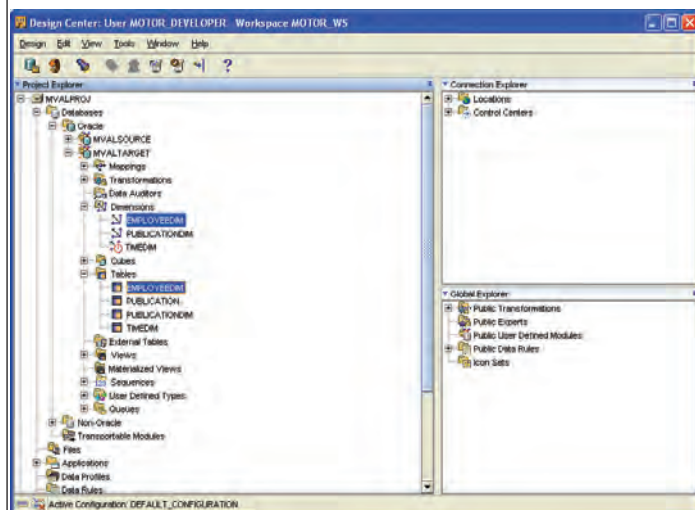 Design Center: User MOTOR_DEVELOPER Workspace MOTOR_WS
Design Edit View Tools Window Help
Project Explorer
MVALPROJ
Databases
Oracle
MVALSOURCE
MVALTARGET
Mappings
Transformations
Data Auditors
Dimensions
EMPLOYEEDIM
PUBLICATIONDIM
TIMEDIM
Cubes
Tables
EMPLOYEEDIM
PUBLICATION
PUBLICATIONDIM
TIMEDIM
External Tables
Views
Materialized Views
Sequences
User Defined Types
Queues
Non-Oracle
Transportable Modules
Files
Applications
Data Profiles
Data Rules
Connection Explorer
Locations
Control Centers
Global Explorer
Public Transformations
Public Experts
Public User Defined Modules
Public Data Rules
Icon Sets
Active Configuration: DEFAULT_CONFIGURATION